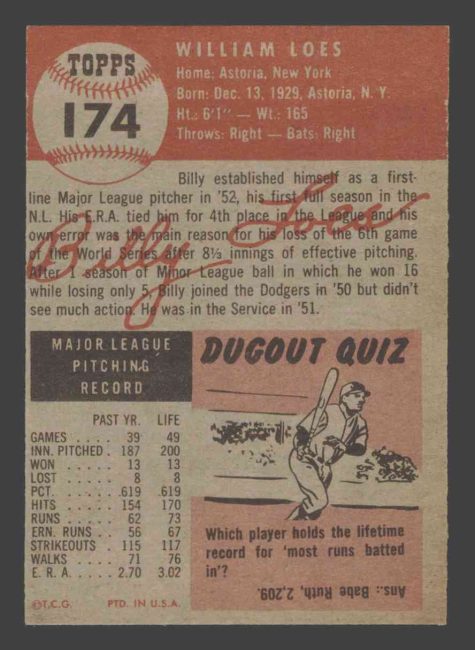 TOPPS
174
WILLIAM LOES
Home: Astoria, New York
Born: Dec. 13, 1929, Astoria, N. Y.
Ht.: 6'1" — Wt.: 165
Throws: Right — Bats: Right
Billy established himself as a first-
line Major League pitcher in '52, his first full season in the
N.L. His E.R.A. tied him for 4th place in the League and his
own error was the main reason for his loss of the 6th game
of the World Series after 8⅓ innings of effective pitching.
After 1 season of Minor League ball in which he won 16
while losing only 5, Billy joined the Dodgers in '50 but didn't
see much action. He was in the Service in '51.
Billy Loes
MAJOR LEAGUE
PITCHING
RECORD
PAST YR. LIFE
GAMES . . . . . 39 49
INN. PITCHED . 187 200
WON . . . . . 13 13
LOST . . . . . 8 8
PCT. . . . . . .619 .619
HITS . . . . . 154 170
RUNS . . . . . 62 73
ERN. RUNS . . 56 67
STRIKEOUTS . . 115 117
WALKS . . . . 71 76
E. R. A. . . . . 2.70 3.02
©T.C.G. PTD. IN U.S.A.
DUGOUT QUIZ
Which player holds the lifetime
record for 'most runs batted
in'?
Ans.: Babe Ruth, 2,209.